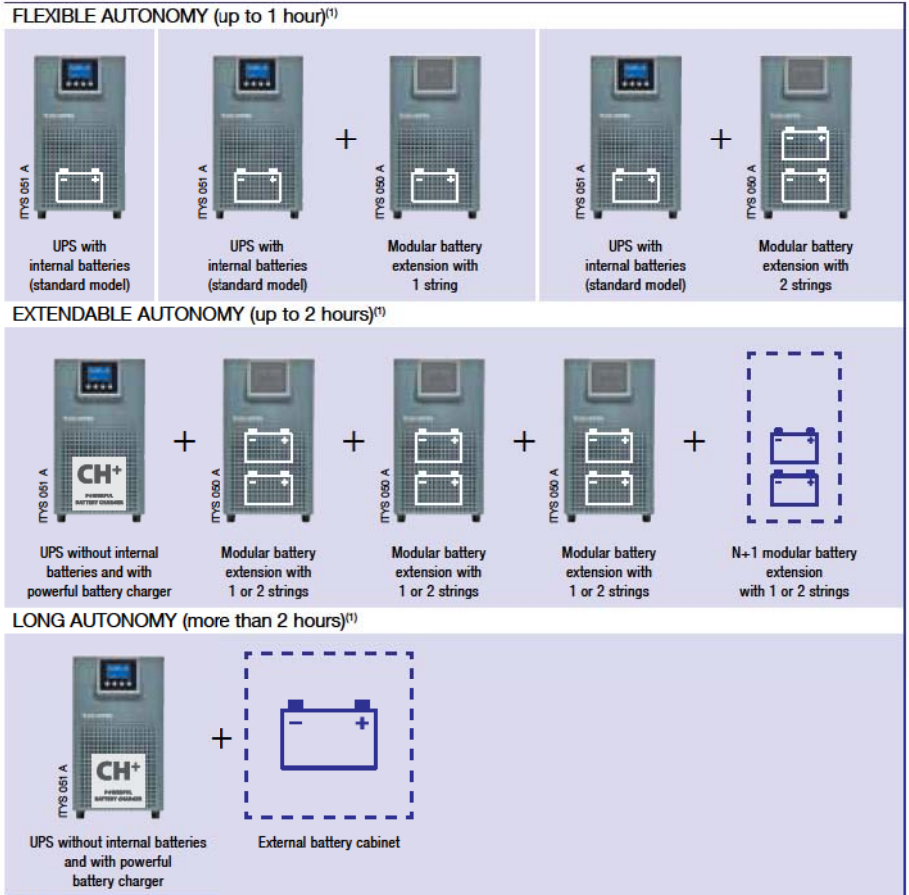 FLEXIBLE AUTONOMY (up to 1 hour)(1)
ITYS 051 A
ITYS 051 A
+
ITYS 050 A
ITYS 051 A
+
ITYS 050 A
UPS with
internal batteries
(standard model)
UPS with
internal batteries
(standard model)
Modular battery
extension with
1 string
UPS with
internal batteries
(standard model)
Modular battery
extension with
2 strings
EXTENDABLE AUTONOMY (up to 2 hours)(1)
CH+
POWERFUL
BATTERY CHARGER
ITYS 051 A
+
ITYS 050 A
+
ITYS 050 A
+
ITYS 050 A
+
UPS without internal
batteries and with
powerful battery charger
Modular battery
extension with
1 or 2 strings
Modular battery
extension with
1 or 2 strings
Modular battery
extension with
1 or 2 strings
N+1 modular battery
extension
with 1 or 2 strings
LONG AUTONOMY (more than 2 hours)(1)
CH+
POWERFUL
BATTERY CHARGER
ITYS 051 A
+
UPS without internal batteries
and with powerful
battery charger
External battery cabinet